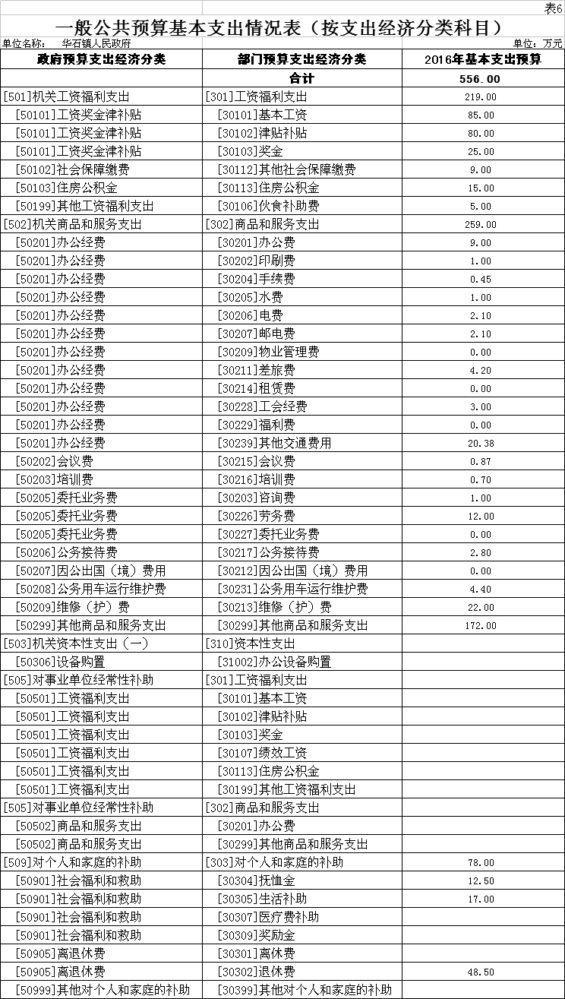 表6
一般公共预算基本支出情况表（按支出经济分类科目）
单位名称： 华石镇人民政府 单位：万元
政府预算支出经济分类 部门预算支出经济分类 2016年基本支出预算
合计 556.00
[501]机关工资福利支出 [301]工资福利支出 219.00
[50101]工资奖金津补贴 [30101]基本工资 85.00
[50101]工资奖金津补贴 [30102]津贴补贴 80.00
[50101]工资奖金津补贴 [30103]奖金 25.00
[50102]社会保障缴费 [30112]其他社会保障缴费 9.00
[50103]住房公积金 [30113]住房公积金 15.00
[50199]其他工资福利支出 [30106]伙食补助费 5.00
[502]机关商品和服务支出 [302]商品和服务支出 259.00
[50201]办公经费 [30201]办公费 9.00
[50201]办公经费 [30202]印刷费 1.00
[50201]办公经费 [30204]手续费 0.45
[50201]办公经费 [30205]水费 1.00
[50201]办公经费 [30206]电费 2.10
[50201]办公经费 [30207]邮电费 2.10
[50201]办公经费 [30209]物业管理费 0.00
[50201]办公经费 [30211]差旅费 4.20
[50201]办公经费 [30214]租赁费 0.00
[50201]办公经费 [30228]工会经费 3.00
[50201]办公经费 [30229]福利费 0.00
[50201]办公经费 [30239]其他交通费用 20.38
[50202]会议费 [30215]会议费 0.87
[50203]培训费 [30216]培训费 0.70
[50205]委托业务费 [30203]咨询费 1.00
[50205]委托业务费 [30226]劳务费 12.00
[50205]委托业务费 [30227]委托业务费 0.00
[50206]公务接待费 [30217]公务接待费 2.80
[50207]因公出国（境）费用 [30212]因公出国（境）费用 0.00
[50208]公务用车运行维护费 [30231]公务用车运行维护费 4.40
[50209]维修（护）费 [30213]维修（护）费 22.00
[50299]其他商品和服务支出 [30299]其他商品和服务支出 172.00
[503]机关资本性支出（一） [310]资本性支出
[50306]设备购置 [31002]办公设备购置
[505]对事业单位经常性补助 [301]工资福利支出
[50501]工资福利支出 [30101]基本工资
[50501]工资福利支出 [30102]津贴补贴
[50501]工资福利支出 [30103]奖金
[50501]工资福利支出 [30107]绩效工资
[50501]工资福利支出 [30113]住房公积金
[50501]工资福利支出 [30199]其他工资福利支出
[505]对事业单位经常性补助 [302]商品和服务支出
[50502]商品和服务支出 [30201]办公费
[50502]商品和服务支出 [30299]其他商品和服务支出
[509]对个人和家庭的补助 [303]对个人和家庭的补助 78.00
[50901]社会福利和救助 [30304]抚恤金 12.50
[50901]社会福利和救助 [30305]生活补助 17.00
[50901]社会福利和救助 [30307]医疗费补助
[50901]社会福利和救助 [30309]奖励金
[50905]离退休费 [30301]离休费
[50905]离退休费 [30302]退休费 48.50
[50999]其他对个人和家庭的补助 [30399]其他对个人和家庭的补助